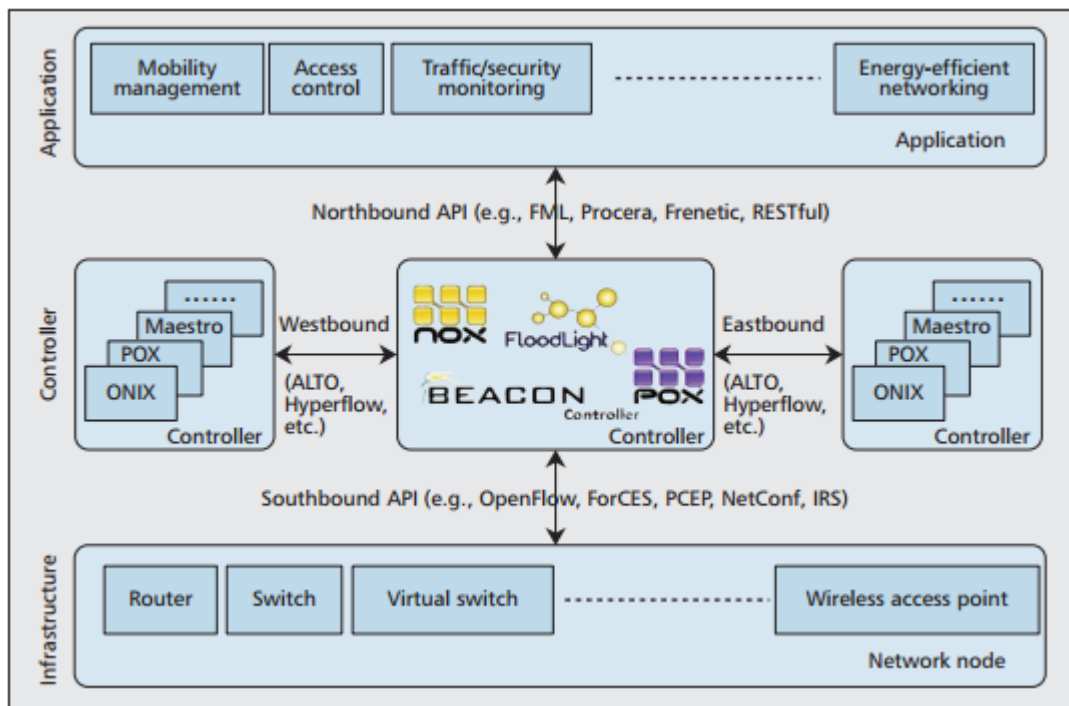 Application
Mobility
management
Access
control
Traffic/security
monitoring
Energy-efficient
networking
Application
Northbound API (e.g., FML, Procera, Frenetic, RESTful)
Controller
......
Maestro
POX
ONIX
Controller
Westbound
(ALTO,
Hyperflow,
etc.)
nox
FloodLight
BEACON
Controller
POX
Controller
Eastbound
(ALTO,
Hyperflow,
etc.)
......
Maestro
POX
ONIX
Controller
Southbound API (e.g., OpenFlow, ForCES, PCEP, NetConf, IRS)
Infrastructure
Router
Switch
Virtual switch
Wireless access point
Network node